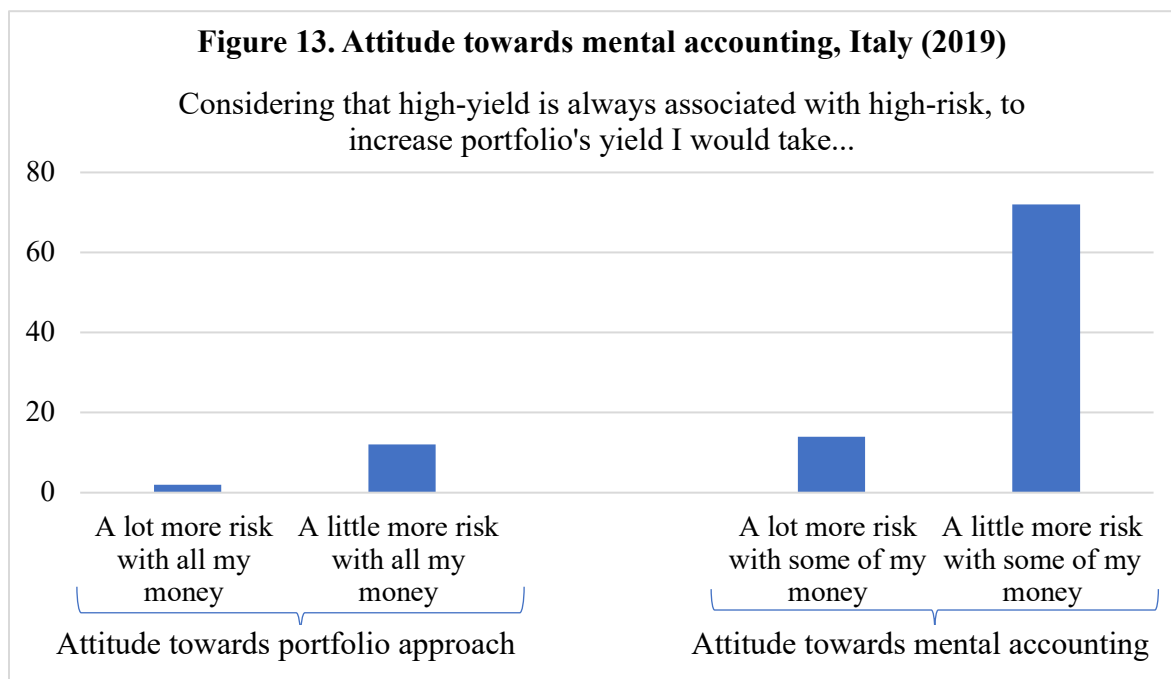 Figure 13. Attitude towards mental accounting, Italy (2019)
Considering that high-yield is always associated with high-risk, to
increase portfolio's yield I would take...
80
60
40
20
0
A lot more risk
with all my
money
A little more risk
with all my
money
A lot more risk
with some of my
money
A little more risk
with some of my
money
Attitude towards portfolio approach
Attitude towards mental accounting